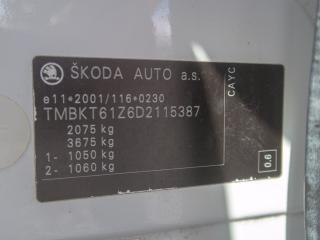 ŠKODA AUTO a.s.
e11*2001/116*0230
TMBKT61Z6D2115387
2075 kg
3675 kg
1- 1050 kg
2- 1060 kg
CAYC
0.6